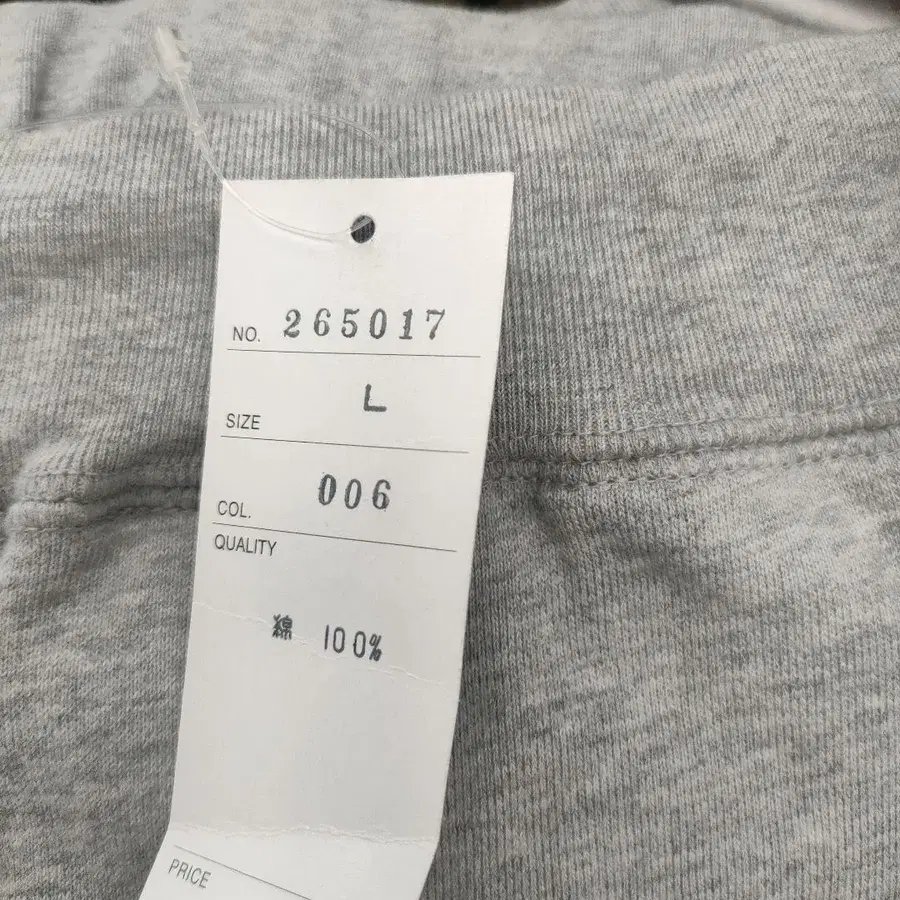 NO. 265017
SIZE L
COL. 006
QUALITY
綿 100%
PRICE